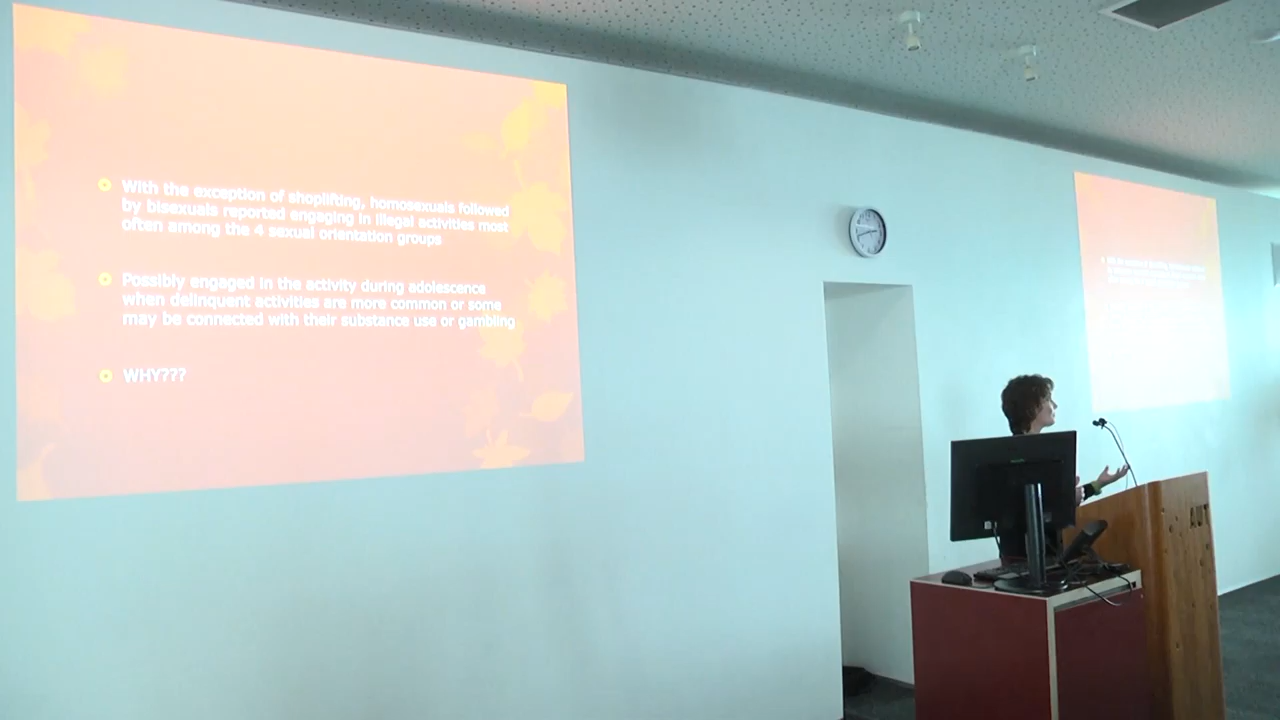 With the exception of shoplifting, homosexuals followed
by bisexuals reported engaging in illegal activities most
often among the 4 sexual orientation groups
Possibly engaged in the activity during adolescence
when delinquent activities are more common or some
may be connected with their substance use or gambling
WHY???
AUT